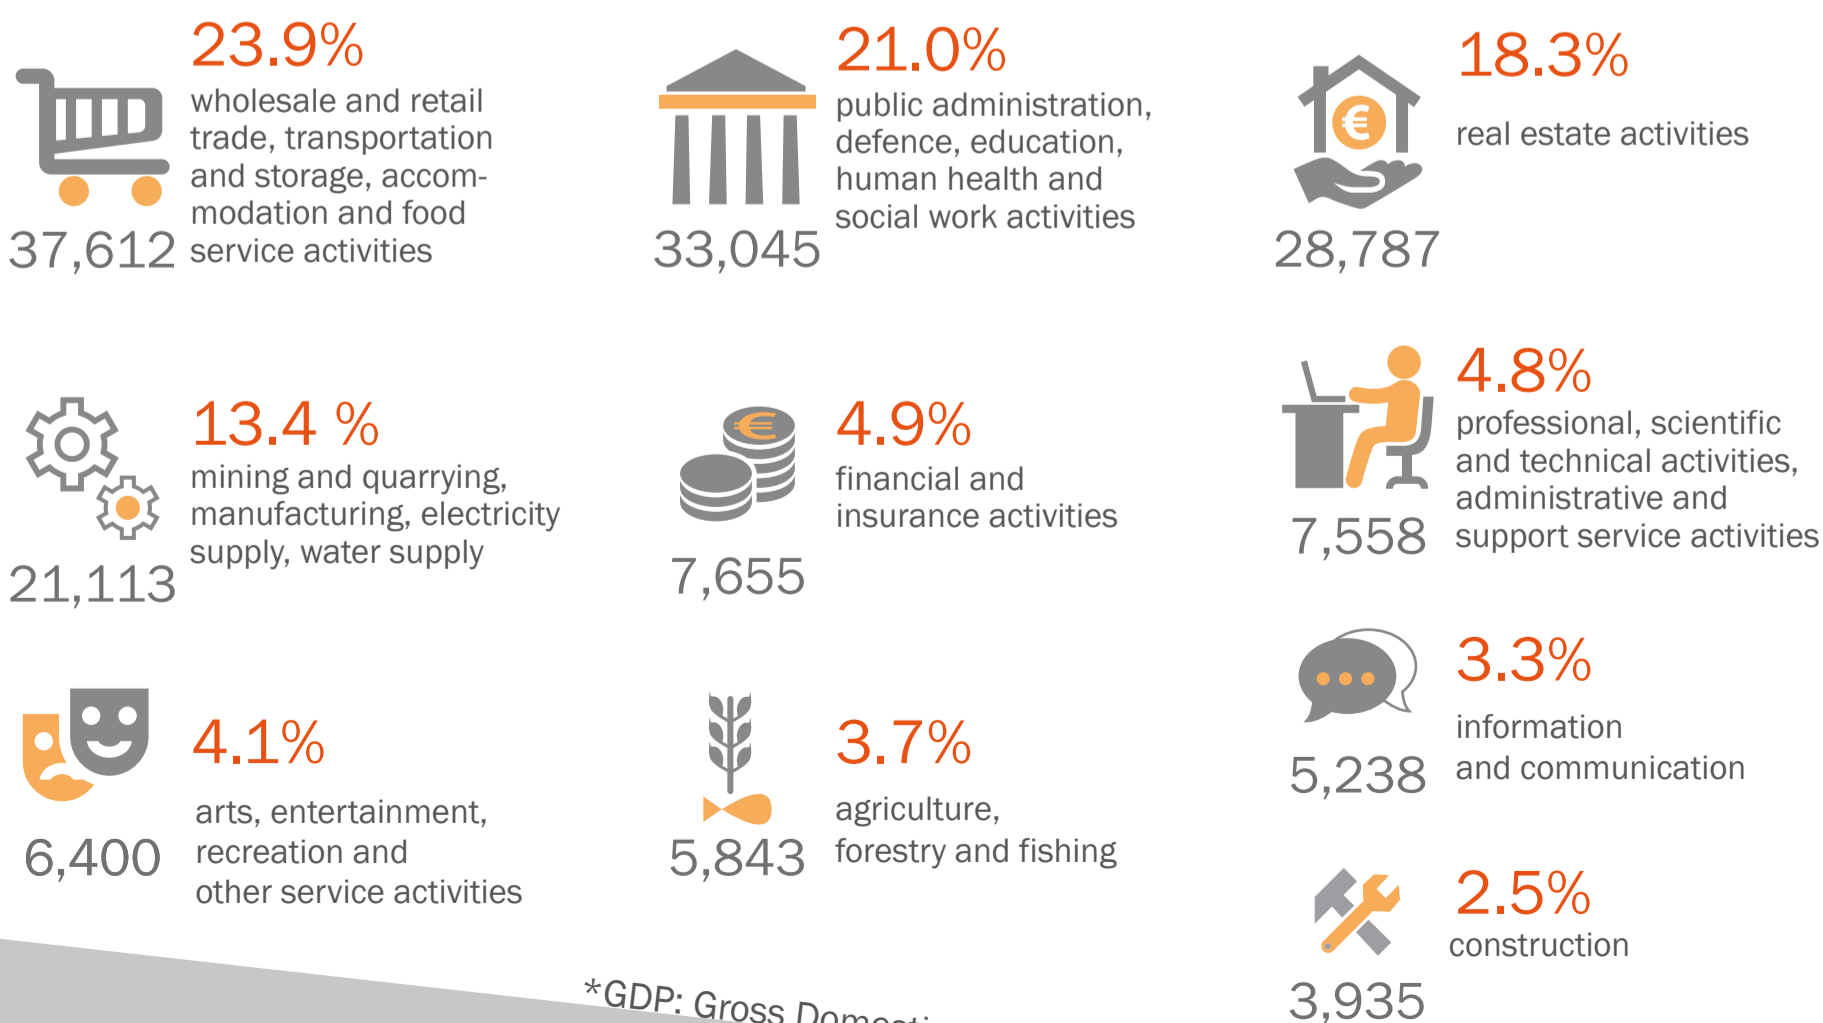 23.9%
wholesale and retail
trade, transportation
and storage, accom-
modation and food
service activities
37,612
21.0%
public administration,
defence, education,
human health and
social work activities
33,045
18.3%
real estate activities
28,787
13.4 %
mining and quarrying,
manufacturing, electricity
supply, water supply
21,113
€
4.9%
financial and
insurance activities
7,655
4.8%
professional, scientific
and technical activities,
administrative and
support service activities
7,558
4.1%
arts, entertainment,
recreation and
other service activities
6,400
3.7%
agriculture,
forestry and fishing
5,843
3.3%
information
and communication
5,238
2.5%
construction
3,935
*GDP: Gross